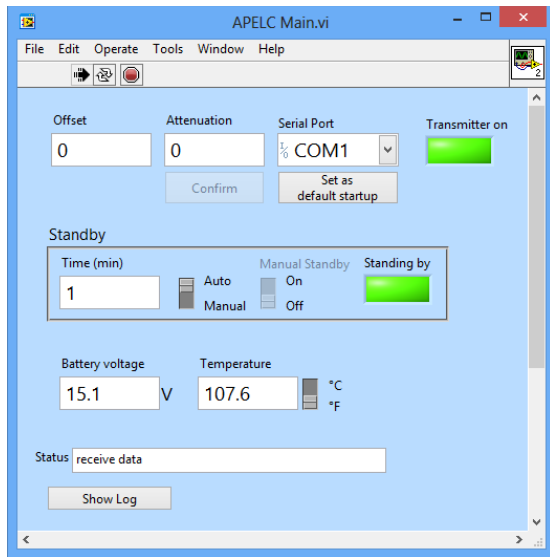 APELC Main.vi
File Edit Operate Tools Window Help
2
Offset Attenuation Serial Port Transmitter on
0 0 I/O COM1
Confirm Set as
default startup
Standby
Time (min) Manual Standby Standing by
1 Auto On
Manual Off
Battery voltage Temperature
15.1 V 107.6 °C
°F
Status receive data
Show Log